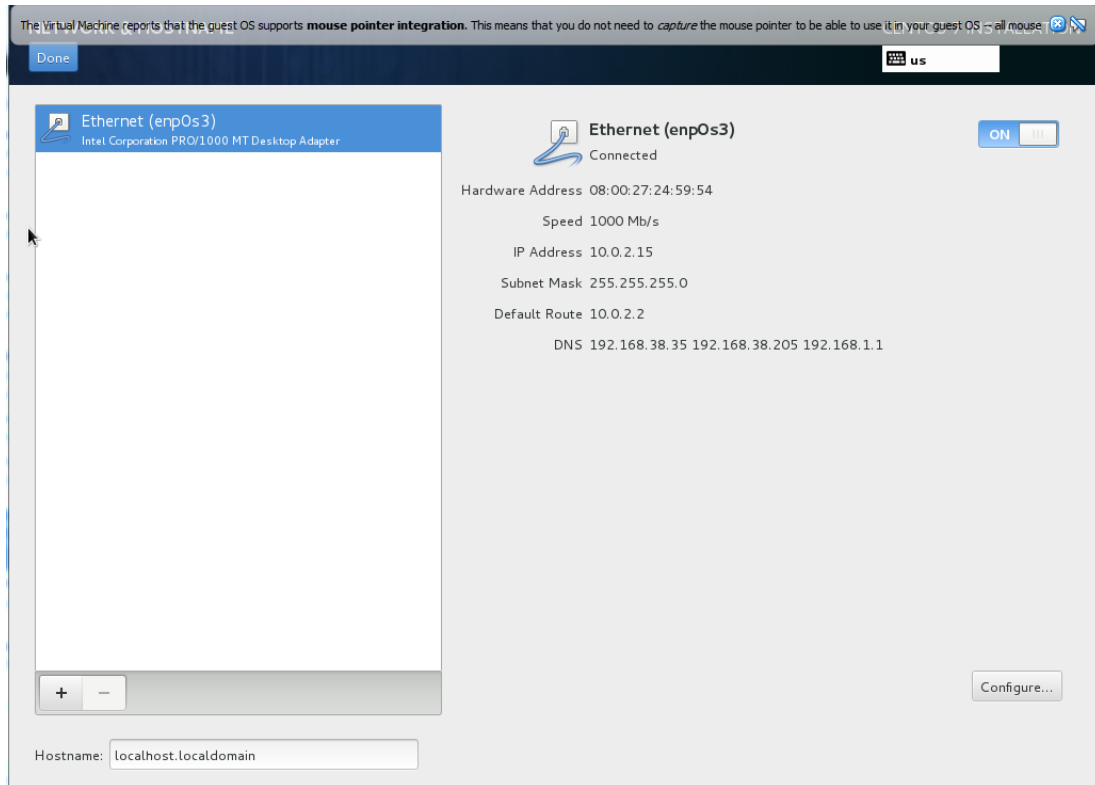 The Virtual Machine reports that the guest OS supports mouse pointer integration. This means that you do not need to capture the mouse pointer to be able to use it in your guest OS -- all mouse
NETWORK & HOSTNAME
CENTOS 7 INSTALLATION
Done
us
Ethernet (enp0s3)
Intel Corporation PRO/1000 MT Desktop Adapter
Ethernet (enp0s3)
Connected
ON
Hardware Address 08:00:27:24:59:54
Speed 1000 Mb/s
IP Address 10.0.2.15
Subnet Mask 255.255.255.0
Default Route 10.0.2.2
DNS 192.168.38.35 192.168.38.205 192.168.1.1
+ −
Configure...
Hostname: localhost.localdomain